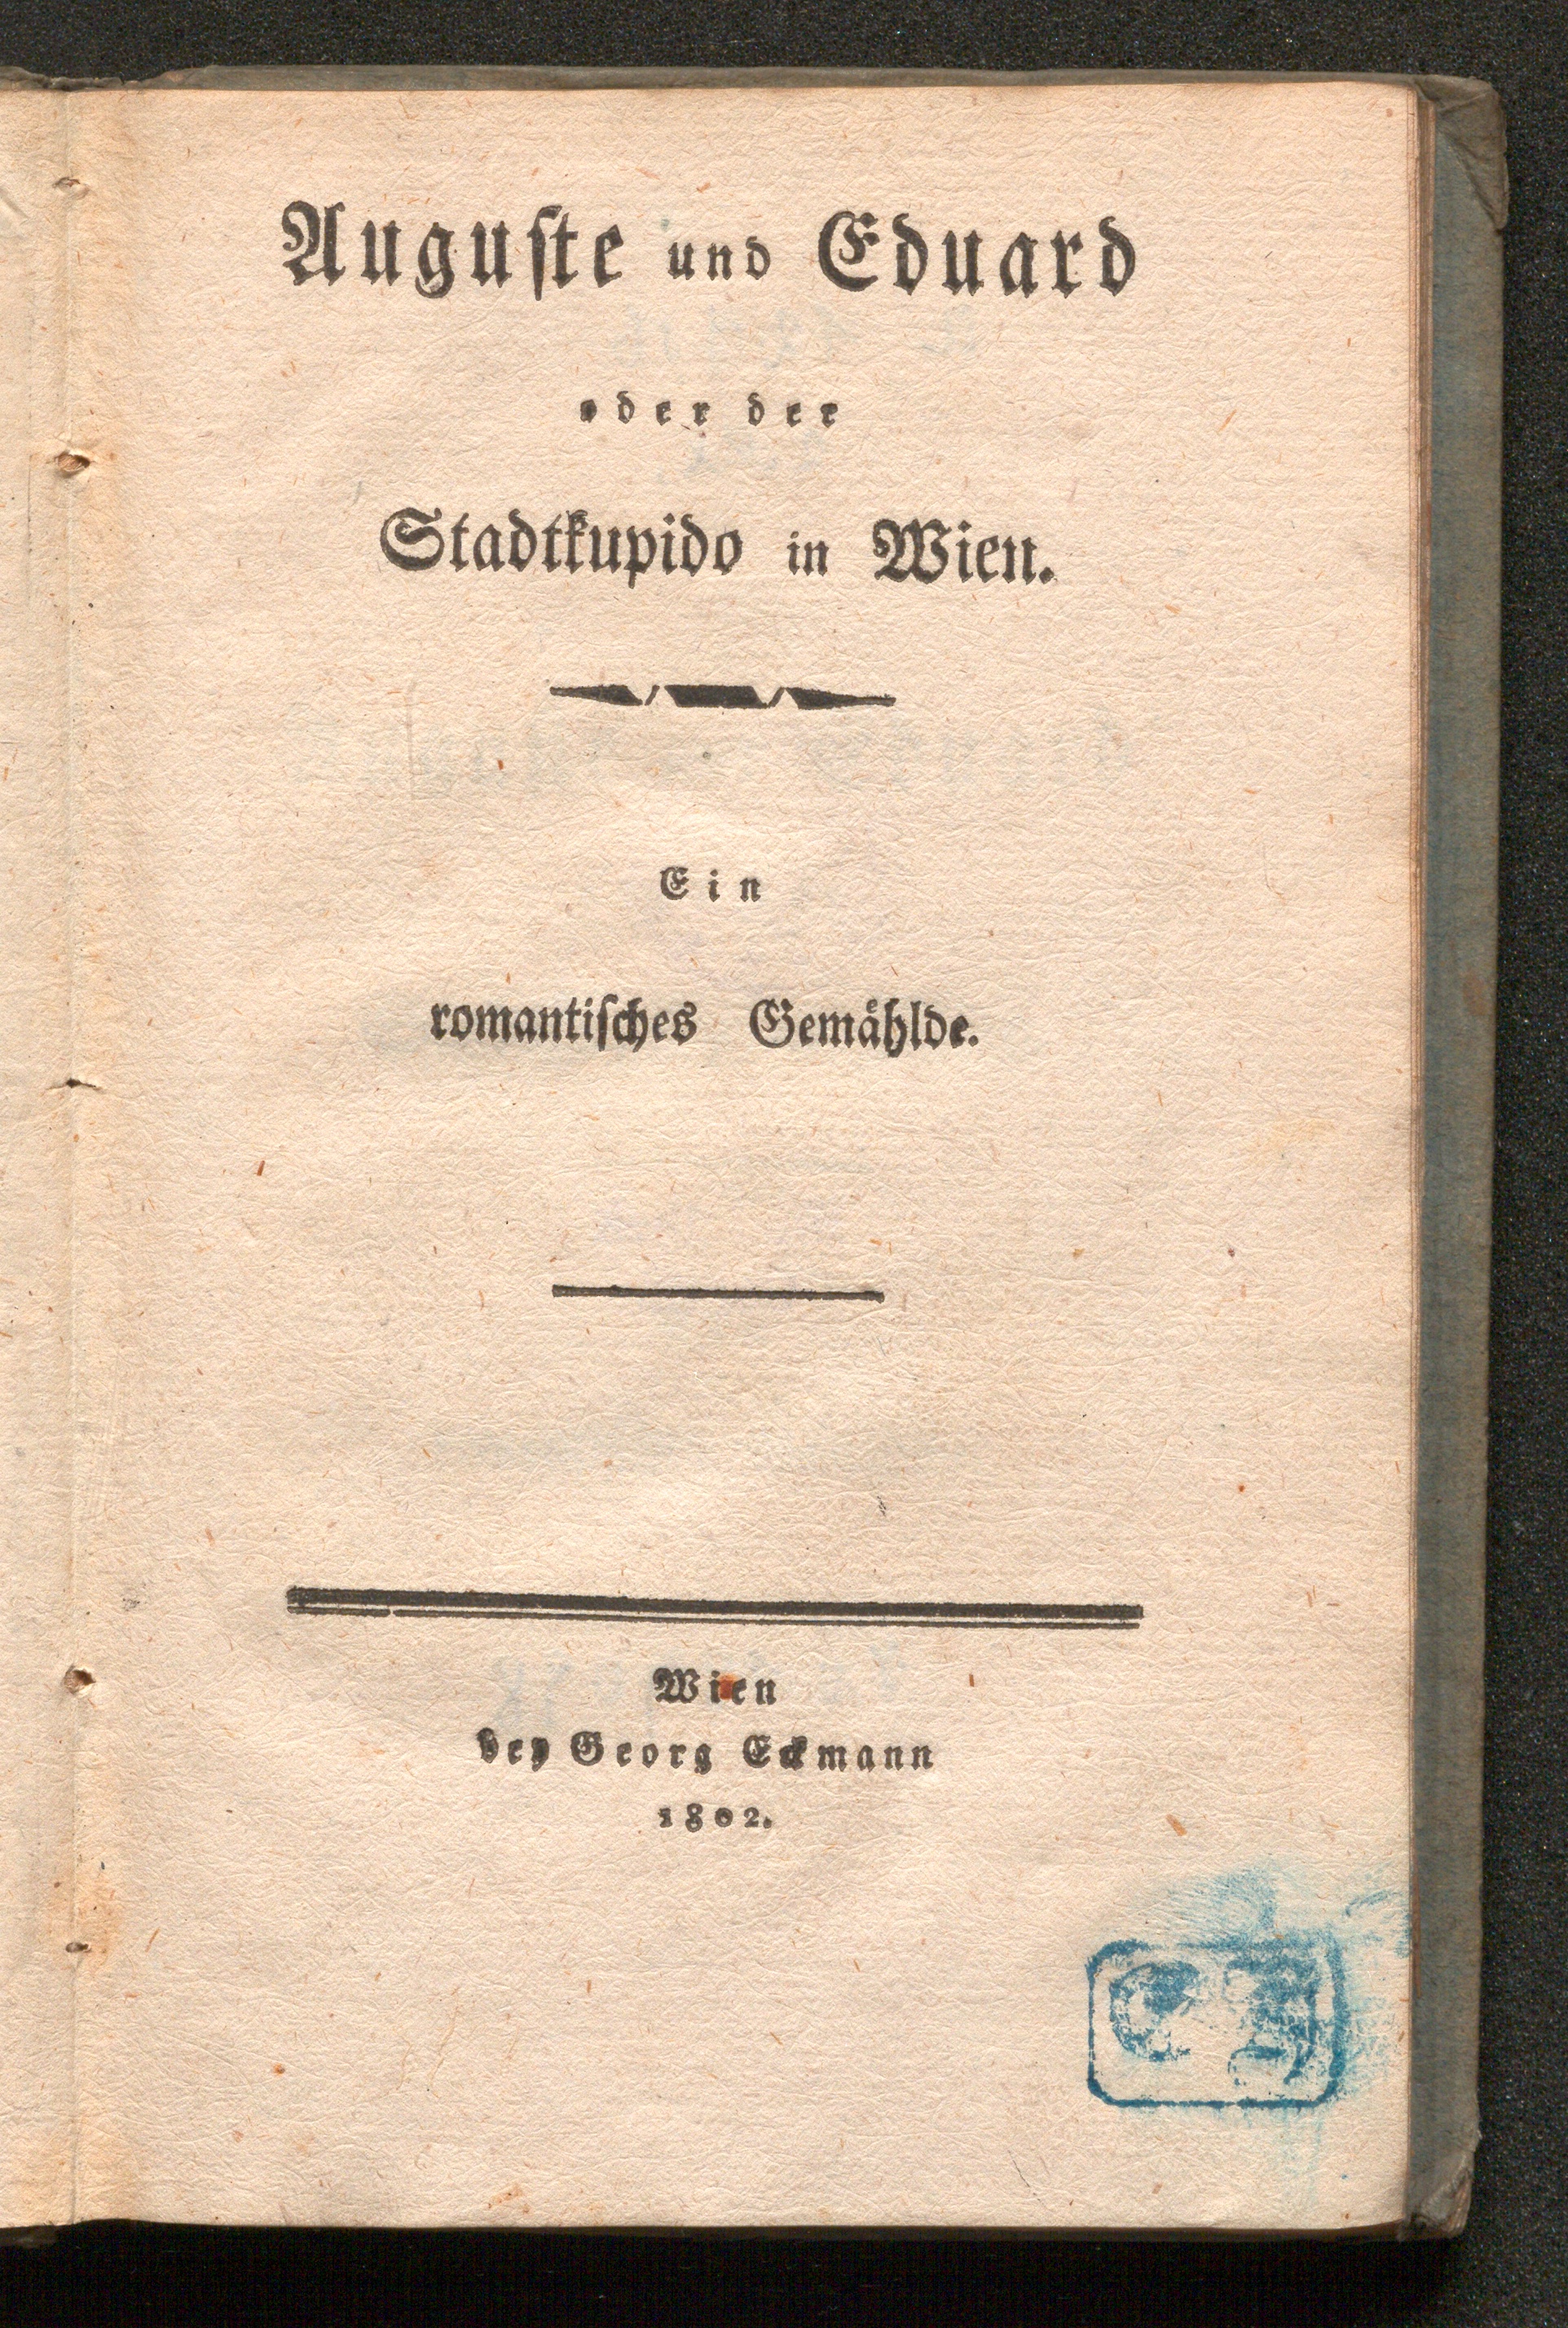 Auguſte und Eduard
oder der
Stadtkupido in Wien.
Ein
romantiſches Gemählde.
Wien
bey Georg Eckmann
1802.